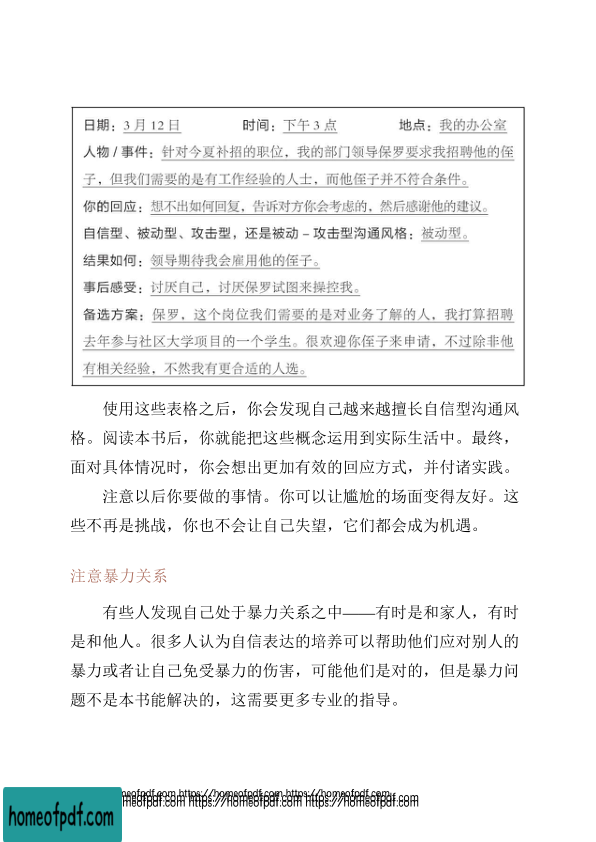 日期：3 月 12 日 时间：下午 3 点 地点：我的办公室
人物 / 事件：针对今夏补招的职位，我的部门领导保罗要求我招聘他的侄
子，但我们需要的是有工作经验的人士，而他侄子并不符合条件。
你的回应：想不出如何回复，告诉对方你会考虑的，然后感谢他的建议。
自信型、被动型、攻击型，还是被动 – 攻击型沟通风格：被动型。
结果如何：领导期待我会雇用他的侄子。
事后感受：讨厌自己，讨厌保罗试图来操控我。
备选方案：保罗，这个岗位我们需要的是对业务了解的人，我打算招聘
去年参与社区大学项目的一个学生。很欢迎你侄子来申请，不过除非他
有相关经验，不然我有更合适的人选。
使用这些表格之后，你会发现自己越来越擅长自信型沟通风
格。阅读本书后，你就能把这些概念运用到实际生活中。最终，
面对具体情况时，你会想出更加有效的回应方式，并付诸实践。
注意以后你要做的事情。你可以让尴尬的场面变得友好。这
些不再是挑战，你也不会让自己失望，它们都会成为机遇。
注意暴力关系
有些人发现自己处于暴力关系之中——有时是和家人，有时
是和他人。很多人认为自信表达的培养可以帮助他们应对别人的
暴力或者让自己免受暴力的伤害，可能他们是对的，但是暴力问
题不是本书能解决的，这需要更多专业的指导。
homeofpdf.com https://homeofpdf.com https://homeofpdf.com
homeofpdf.com https://homeofpdf.com https://homeofpdf.com
homeofpdf.com